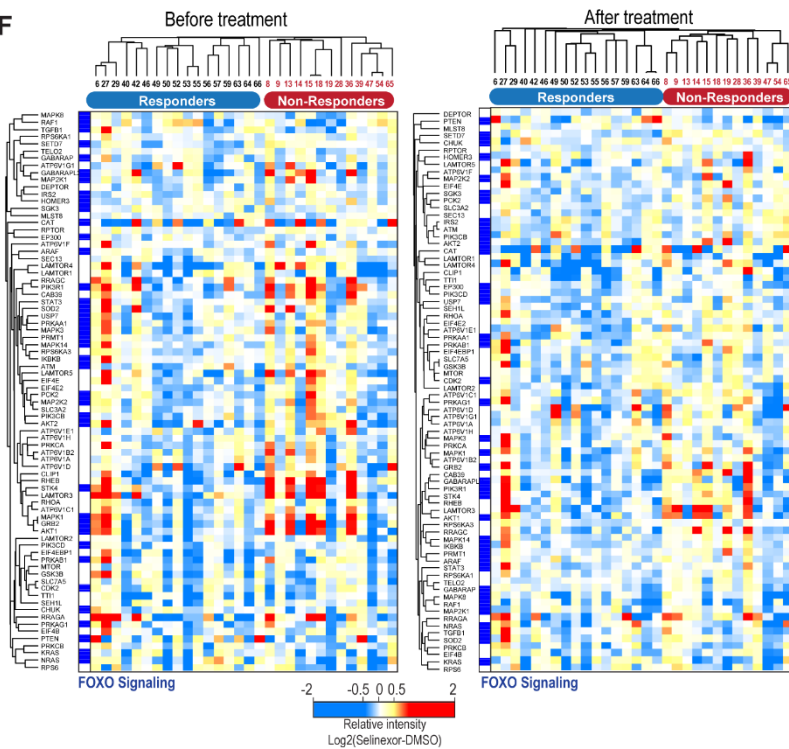 F
Before treatment
After treatment
6 27 29 40 42 46 49 50 52 53 55 56 57 59 63 64 66 8 9 13 14 15 18 19 28 36 39 47 54 65
6 27 29 40 42 46 49 50 52 53 55 56 57 59 63 64 66 8 9 13 14 15 18 19 28 36 39 47 54 65
Responders
Non-Responders
Responders
Non-Responders
MAPK8
RAF1
TGFB1
RPS6KA1
SETD7
TELO2
GABARAP
ATP6V1G1
GABARAPL
MAP2K1
DEPTOR
IRS2
HOMER3
SGK3
MLST8
CAT
RPTOR
EP300
ATP6V1F
ARAF
SEC13
LAMTOR4
LAMTOR1
RRAGC
PIK3R1
CAB39
STAT3
SOD2
USP7
PRKAA1
MAPK3
PRMT1
MAPK14
RPS6KA3
IKBKB
ATM
LAMTOR5
EIF4E
EIF4E2
PCK2
MAP2K2
SLC3A2
PIK3CB
AKT2
ATP6V1E1
ATP6V1H
PRKCA
ATP6V1B2
ATP6V1A
ATP6V1D
CLIP1
RHEB
STK4
LAMTOR3
RHOA
ATP6V1C1
MAPK1
GRB2
AKT1
LAMTOR2
PIK3CD
EIF4EBP1
PRKAB1
MTOR
GSK3B
SLC7A5
CDK2
TTI1
SEH1L
CHUK
RRAGA
PRKAG1
EIF4B
PTEN
PRKCB
KRAS
NRAS
RPS6
DEPTOR
PTEN
MLST8
SETD7
CHUK
RPTOR
HOMER3
LAMTOR5
ATP6V1F
MAP2K2
EIF4E
SGK3
PCK2
SLC3A2
SEC13
IRS2
ATM
PIK3CB
AKT2
CAT
LAMTOR1
LAMTOR4
CLIP1
TTI1
EP300
PIK3CD
USP7
SEH1L
RHOA
EIF4E2
ATP6V1E1
PRKAA1
PRKAB1
EIF4EBP1
SLC7A5
GSK3B
MTOR
CDK2
LAMTOR2
ATP6V1C1
PRKAG1
ATP6V1D
ATP6V1G1
ATP6V1A
ATP6V1H
MAPK3
PRKCA
MAPK1
ATP6V1B2
GRB2
CAB39
GABARAPL
PIK3R1
STK4
RHEB
LAMTOR3
AKT1
RPS6KA3
RRAGC
MAPK14
IKBKB
PRMT1
ARAF
STAT3
RPS6KA1
TELO2
GABARAP
MAPK8
RAF1
MAP2K1
RRAGA
NRAS
TGFB1
SOD2
PRKCB
EIF4B
KRAS
RPS6
FOXO Signaling
FOXO Signaling
-2 -0.5 0 0.5 2
Relative intensity
Log2(Selinexor-DMSO)